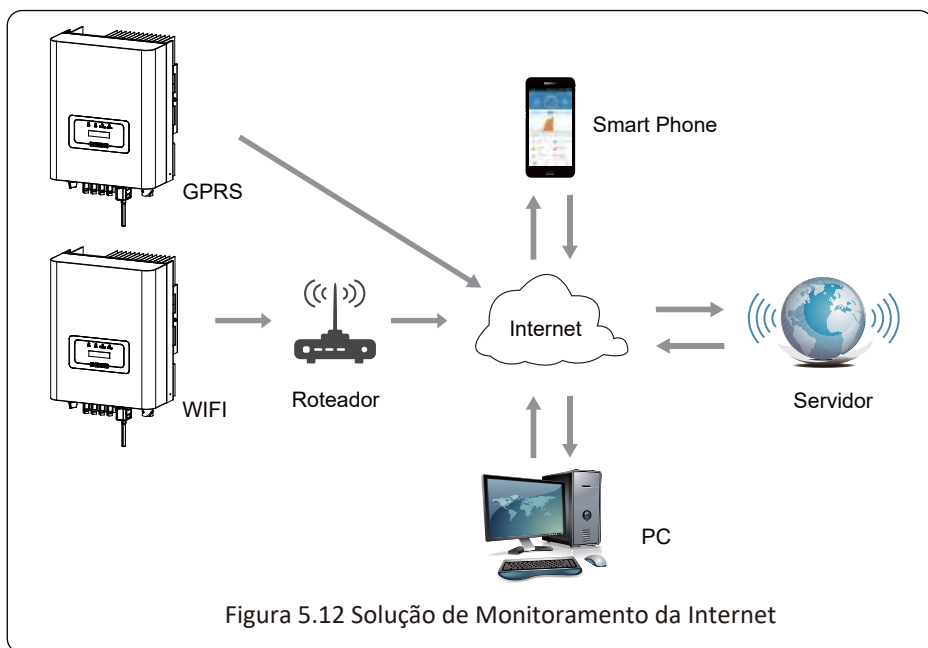 Smart Phone
GPRS
Internet
WIFI
Roteador
Servidor
PC
Figura 5.12 Solução de Monitoramento da Internet